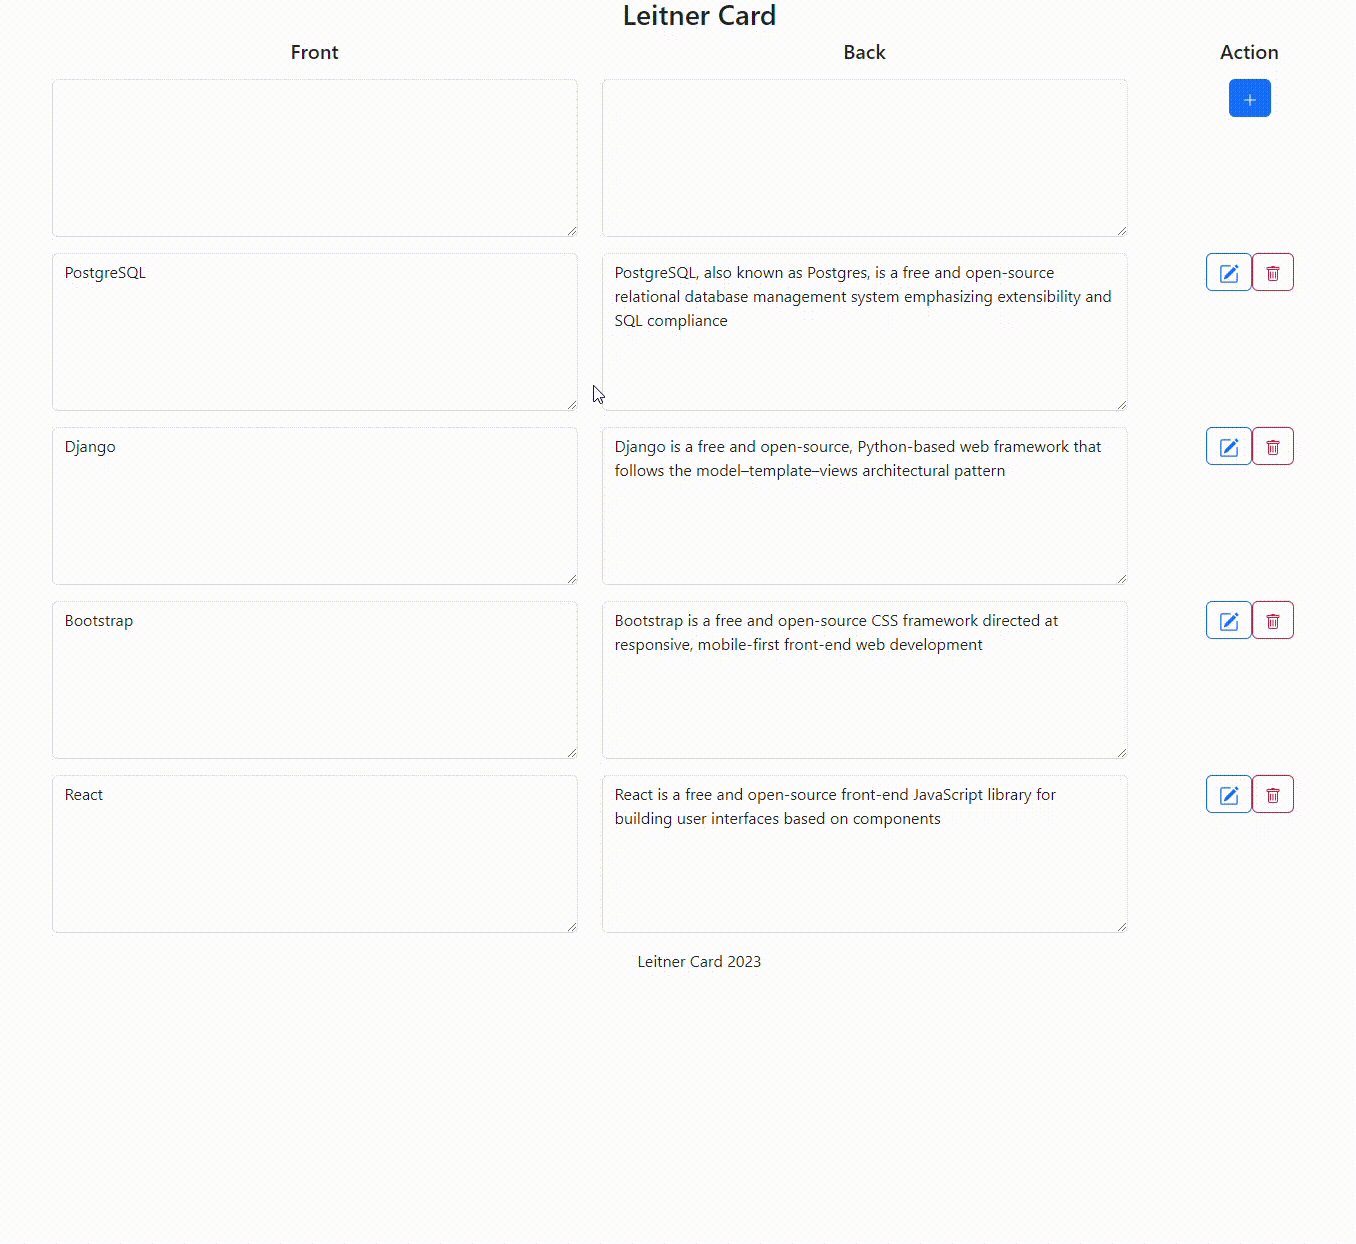 Leitner Card
Front Back Action
+
PostgreSQL
PostgreSQL, also known as Postgres, is a free and open-source
relational database management system emphasizing extensibility and
SQL compliance
Django
Django is a free and open-source, Python-based web framework that
follows the model–template–views architectural pattern
Bootstrap
Bootstrap is a free and open-source CSS framework directed at
responsive, mobile-first front-end web development
React
React is a free and open-source front-end JavaScript library for
building user interfaces based on components
Leitner Card 2023